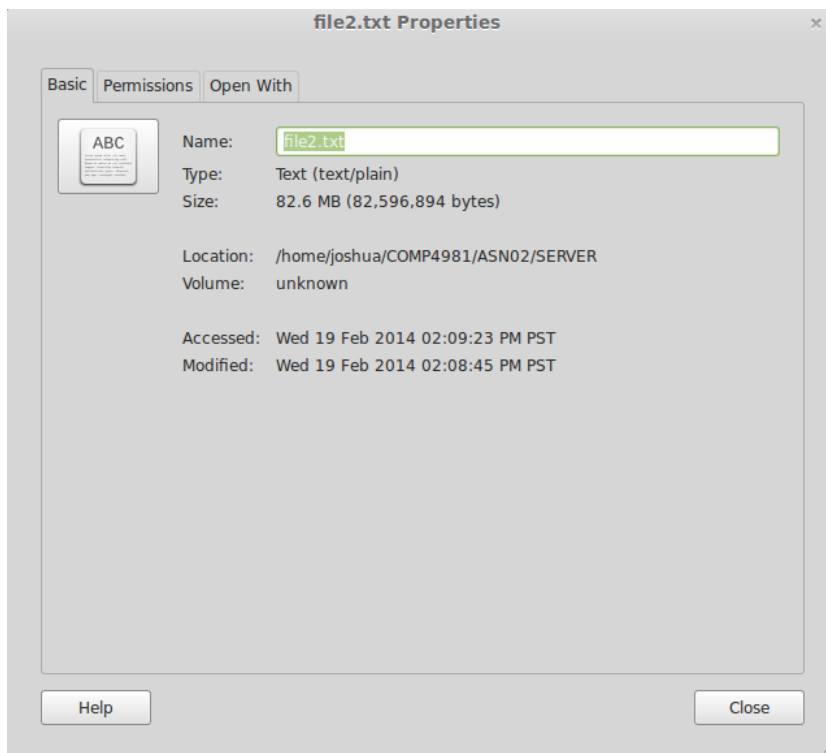 file2.txt Properties
Basic Permissions Open With
ABC
Name: file2.txt
Type: Text (text/plain)
Size: 82.6 MB (82,596,894 bytes)
Location: /home/joshua/COMP4981/ASN02/SERVER
Volume: unknown
Accessed: Wed 19 Feb 2014 02:09:23 PM PST
Modified: Wed 19 Feb 2014 02:08:45 PM PST
Help Close